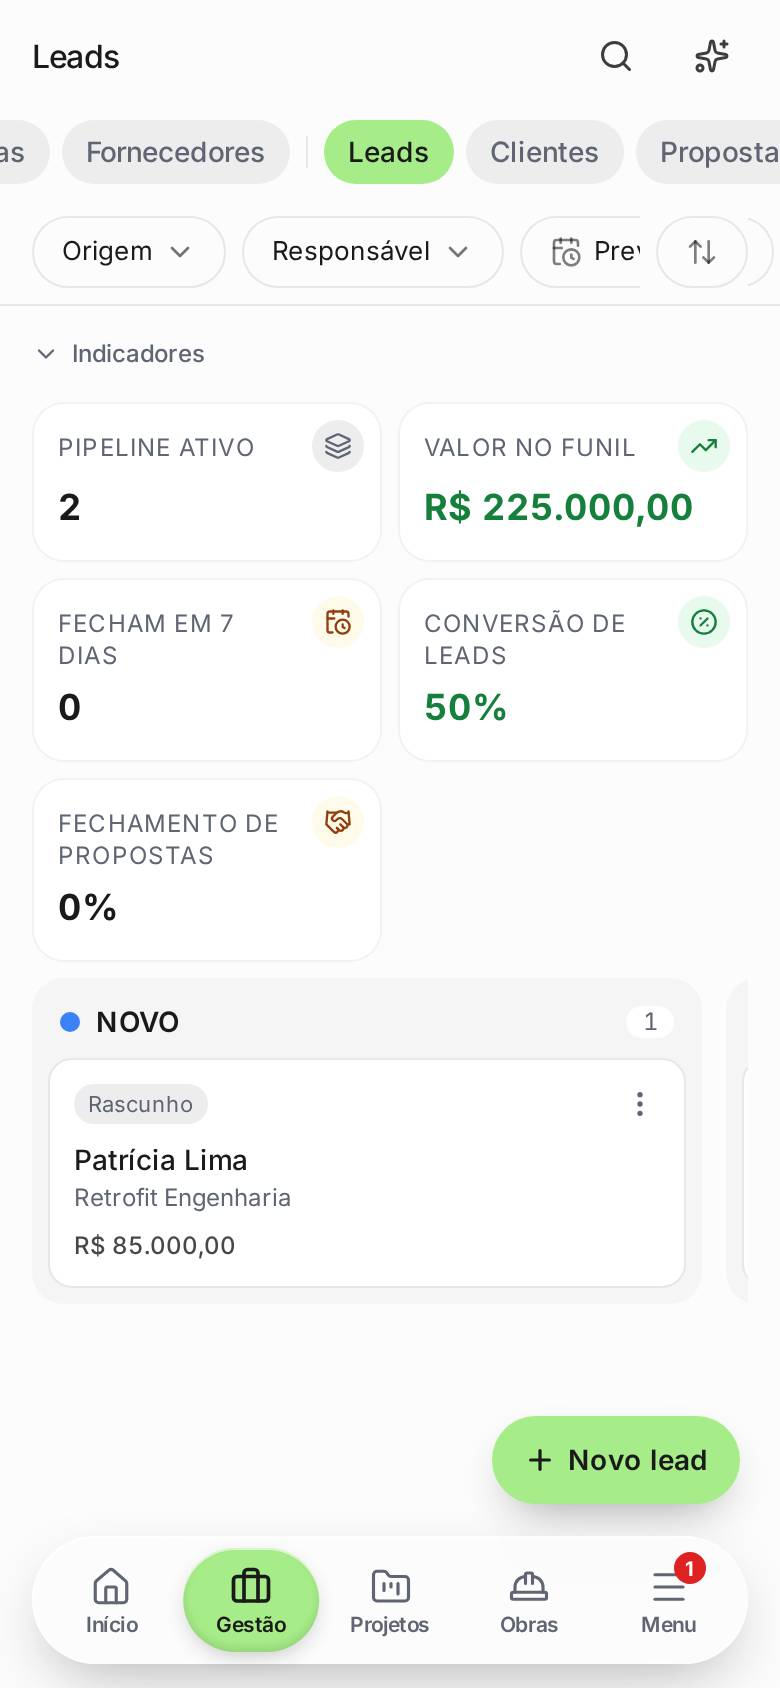 Leads
as
Fornecedores
Leads
Clientes
Proposta
Origem
Responsável
Prev
Indicadores
PIPELINE ATIVO
2
VALOR NO FUNIL
R$ 225.000,00
FECHAM EM 7
DIAS
0
CONVERSÃO DE
LEADS
50%
FECHAMENTO DE
PROPOSTAS
0%
NOVO
1
Rascunho
Patrícia Lima
Retrofit Engenharia
R$ 85.000,00
Novo lead
Início
Gestão
Projetos
Obras
1
Menu